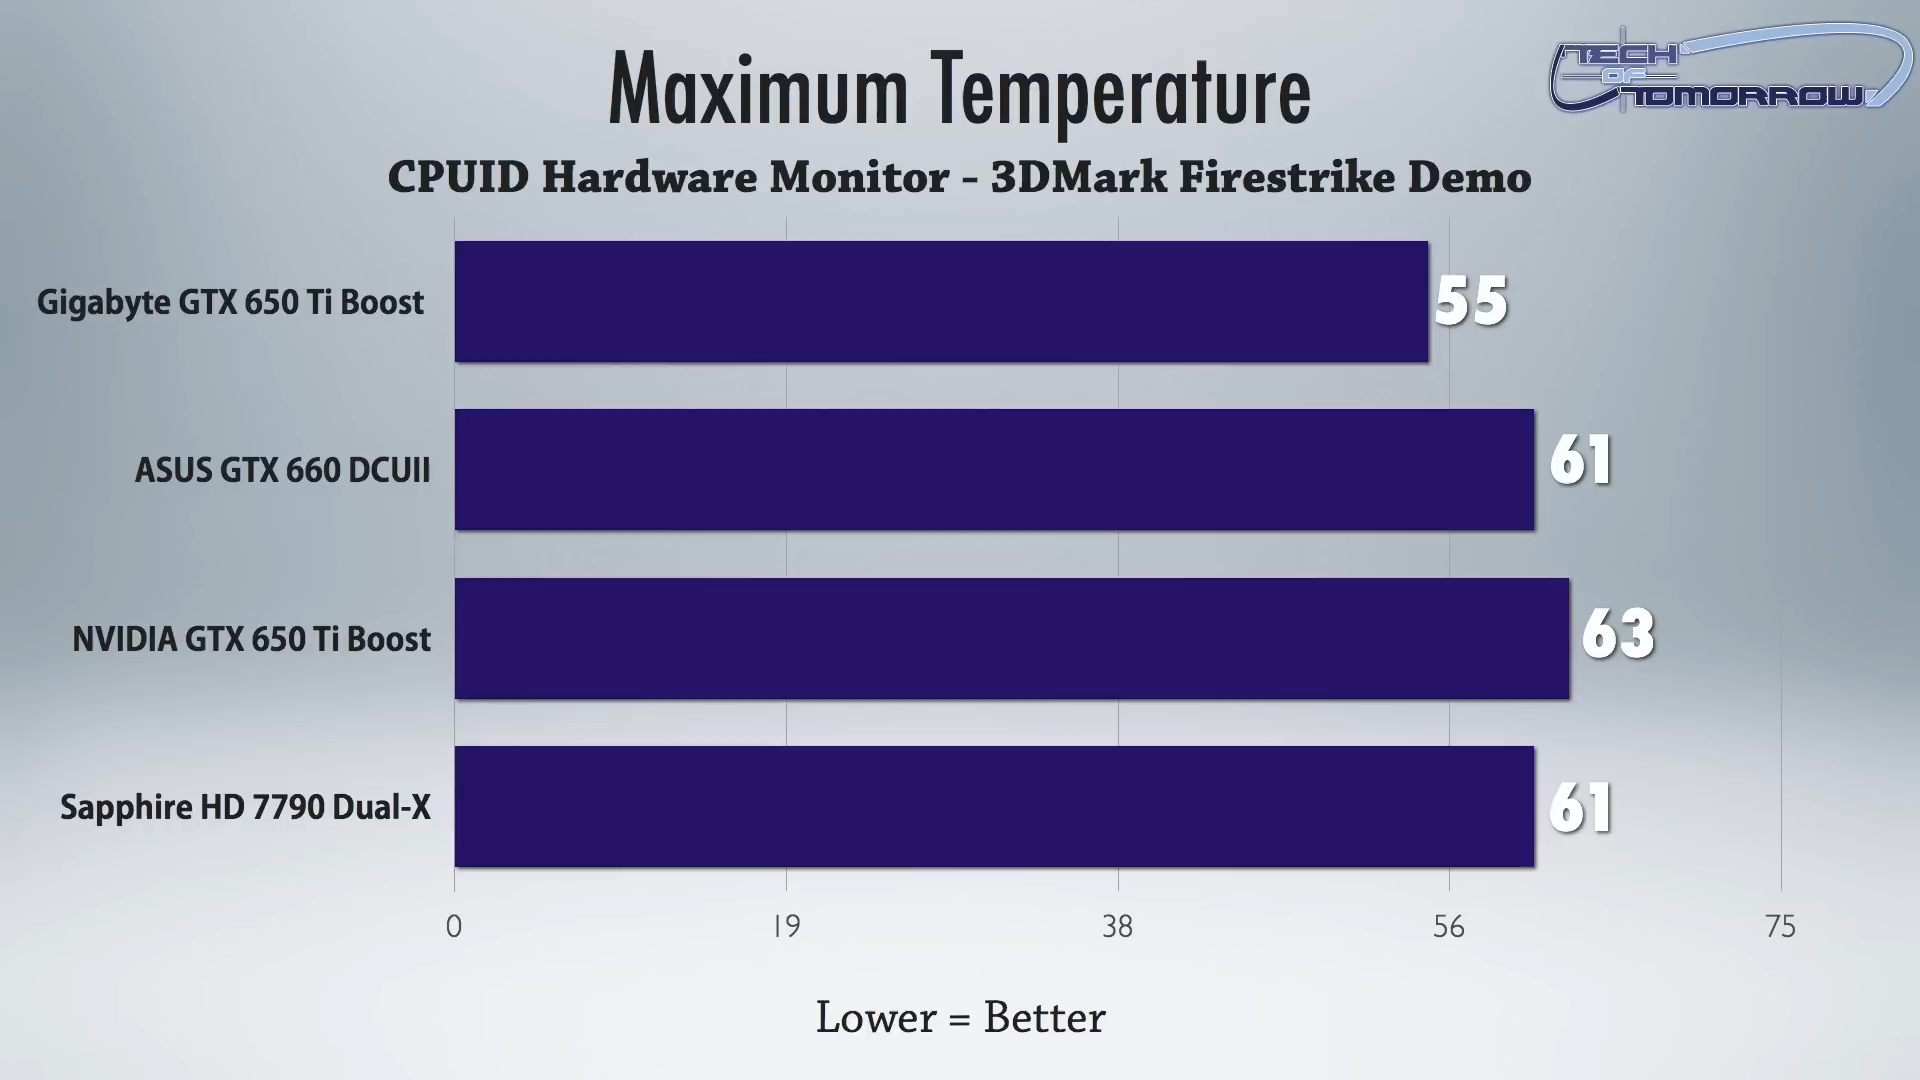 Maximum Temperature
TECH
OF
TOMORROW
CPUID Hardware Monitor - 3DMark Firestrike Demo
Gigabyte GTX 650 Ti Boost
55
ASUS GTX 660 DCUII
61
NVIDIA GTX 650 Ti Boost
63
Sapphire HD 7790 Dual-X
61
0 19 38 56 75
Lower = Better